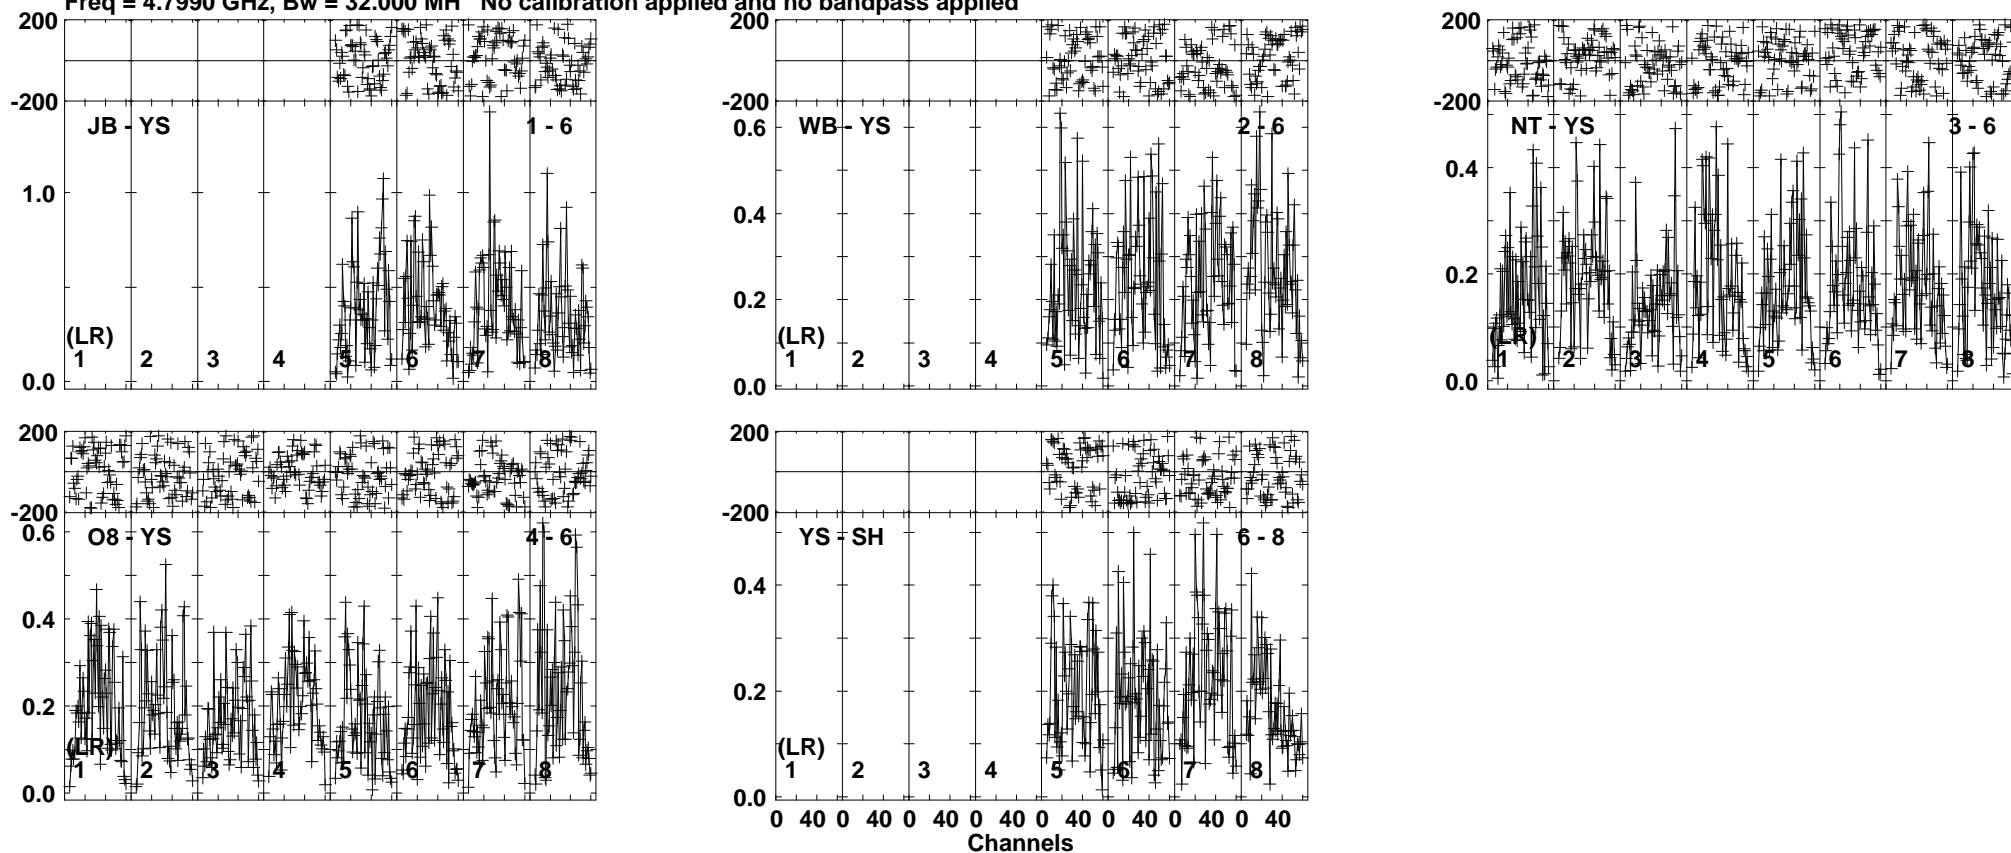 Freq = 4.7990 GHz, Bw = 32.000 MH No calibration applied and no bandpass applied
200
-200
JB - YS
1 - 6
1.0
0.0
(LR)
1 2 3 4 5 6 7 8
200
-200
WB - YS
2 - 6
0.6
0.4
0.2
0.0
(LR)
1 2 3 4 5 6 7 8
200
-200
NT - YS
3 - 6
0.4
0.2
0.0
(LR)
1 2 3 4 5 6 7 8
200
-200
O8 - YS
4 - 6
0.6
0.4
0.2
0.0
(LR)
1 2 3 4 5 6 7 8
200
-200
YS - SH
6 - 8
0.4
0.2
0.0
(LR)
1 2 3 4 5 6 7 8
0 40 0 40 0 40 0 40 0 40 0 40 0 40 0 40
Channels